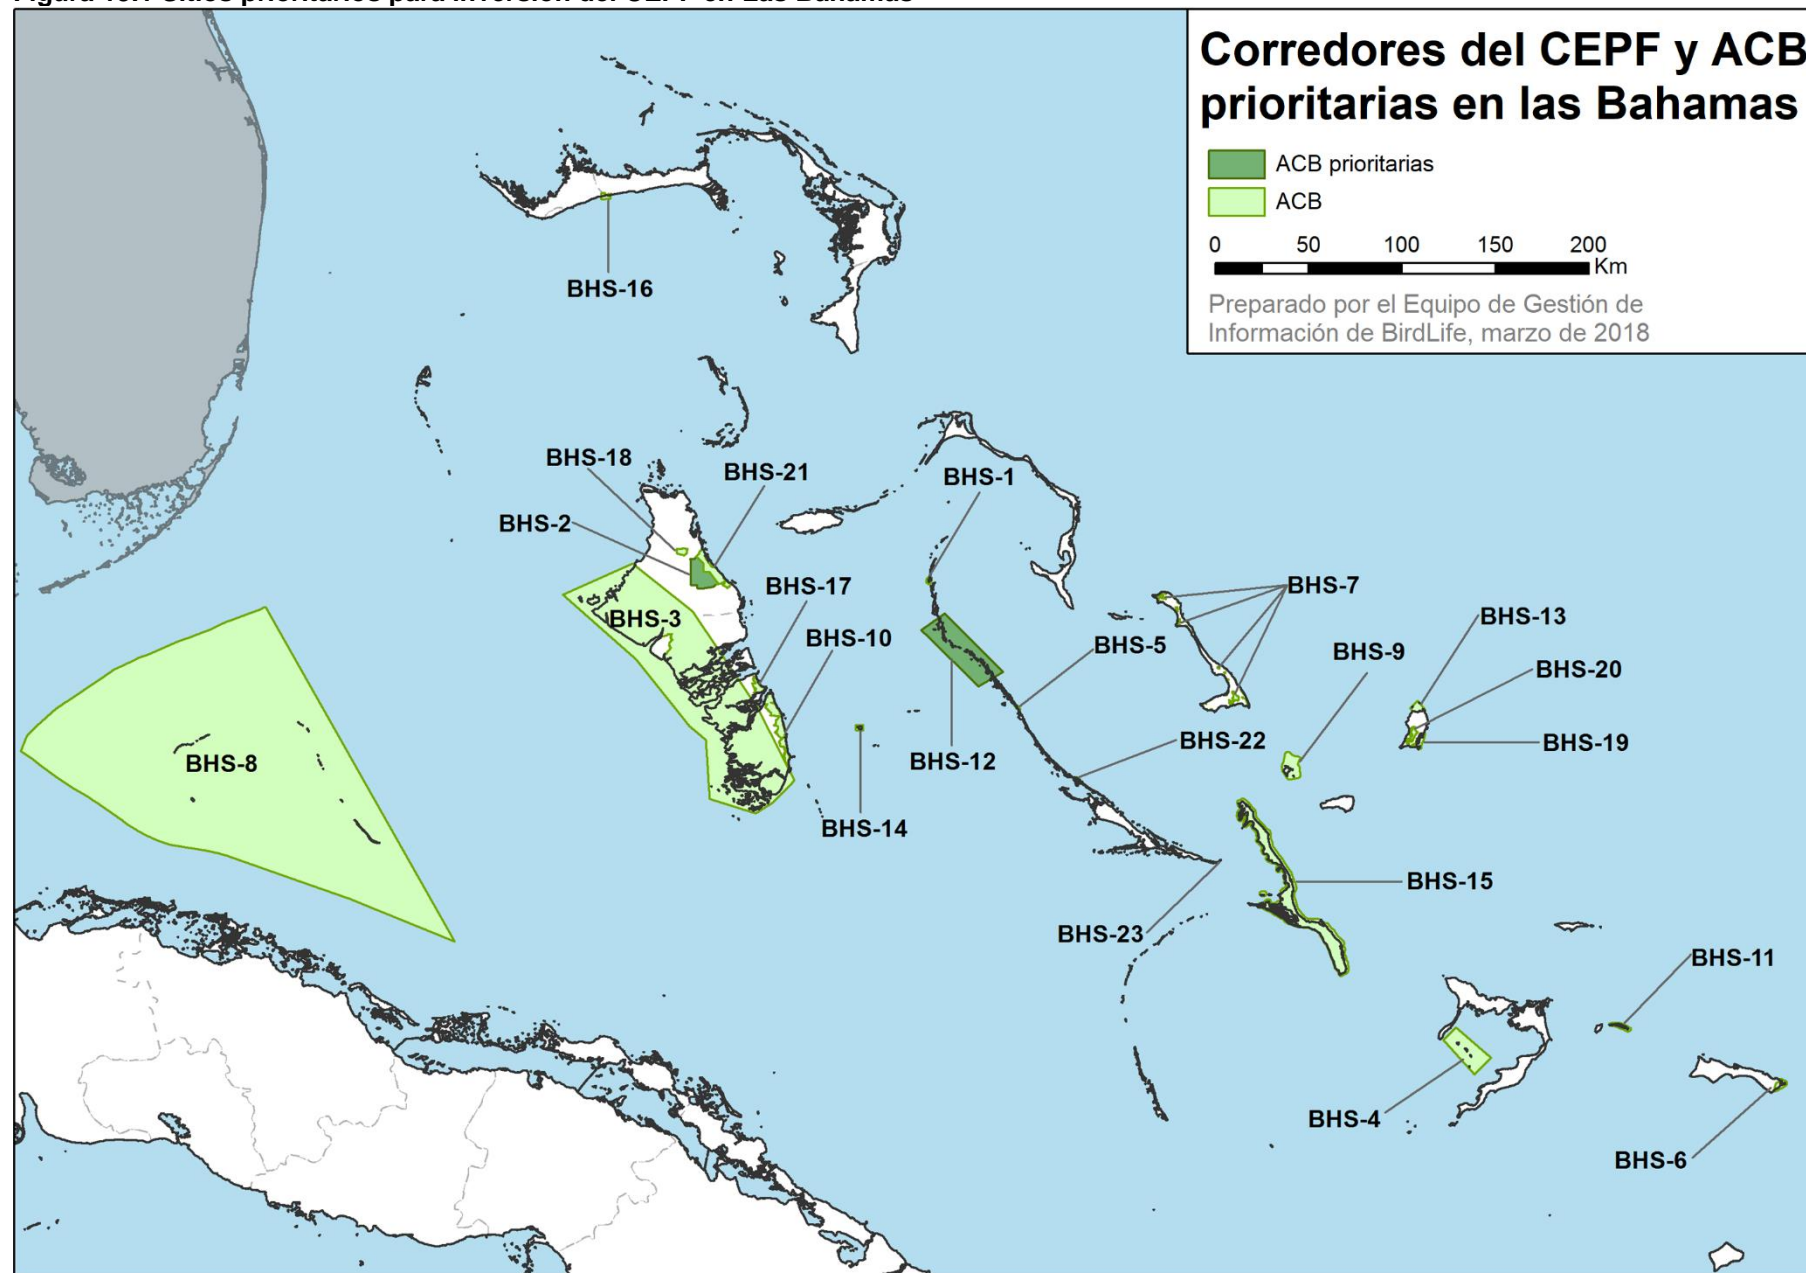 Corredores del CEPF y ACB
prioritarias en las Bahamas
ACB prioritarias
ACB
0 50 100 150 200
Km
Preparado por el Equipo de Gestión de
Información de BirdLife, marzo de 2018
BHS-16
BHS-18
BHS-21
BHS-1
BHS-2
BHS-17
BHS-7
BHS-3
BHS-13
BHS-10
BHS-5
BHS-9
BHS-20
BHS-22
BHS-19
BHS-8
BHS-12
BHS-14
BHS-15
BHS-23
BHS-11
BHS-4
BHS-6